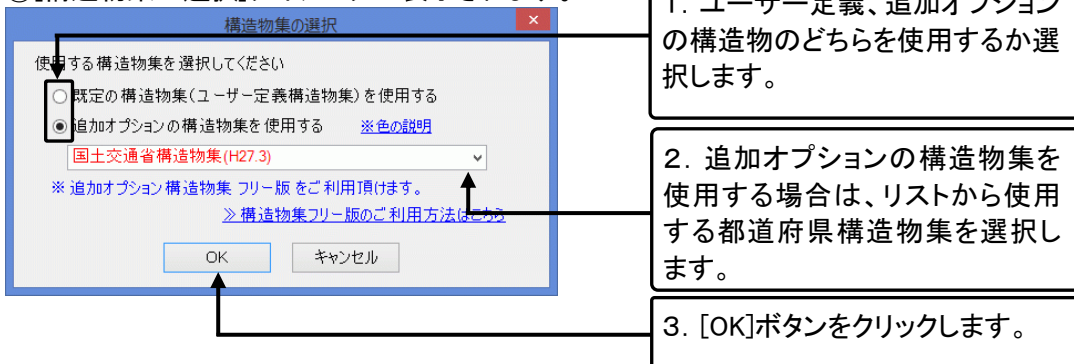 構造物集の選択
使用する構造物集を選択してください
既定の構造物集(ユーザー定義構造物集)を使用する
追加オプションの構造物集を使用する ※色の説明
国土交通省構造物集(H27.3)
※ 追加オプション構造物集 フリー版 をご利用頂けます。
≫ 構造物集フリー版のご利用方法はこちら
OK キャンセル
1. ユーザー定義、追加オプション
の構造物のどちらを使用するか選
択します。
2. 追加オプションの構造物集を
使用する場合は、リストから使用
する都道府県構造物集を選択し
ます。
3. [OK]ボタンをクリックします。